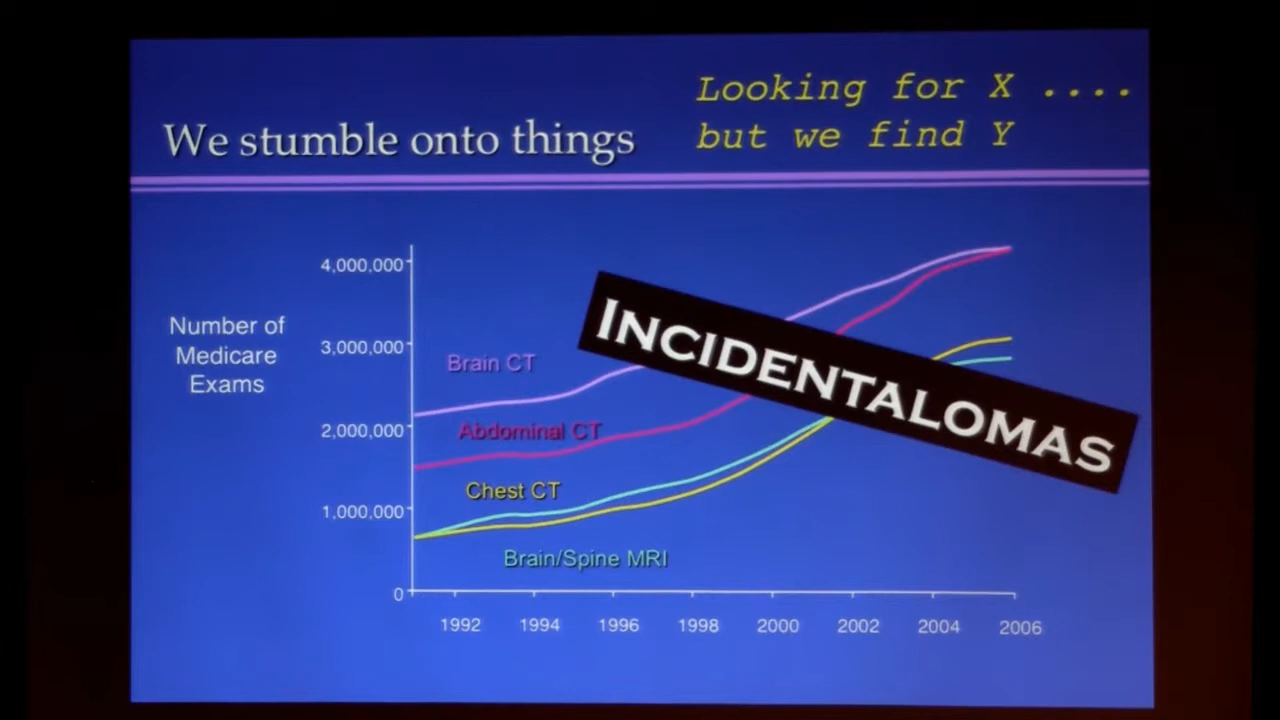 Looking for X ....
but we find Y
We stumble onto things
4,000,000
3,000,000
2,000,000
1,000,000
0
Number of
Medicare
Exams
Brain CT
Abdominal CT
Chest CT
Brain/Spine MRI
INCIDENTALOMAS
1992 1994 1996 1998 2000 2002 2004 2006